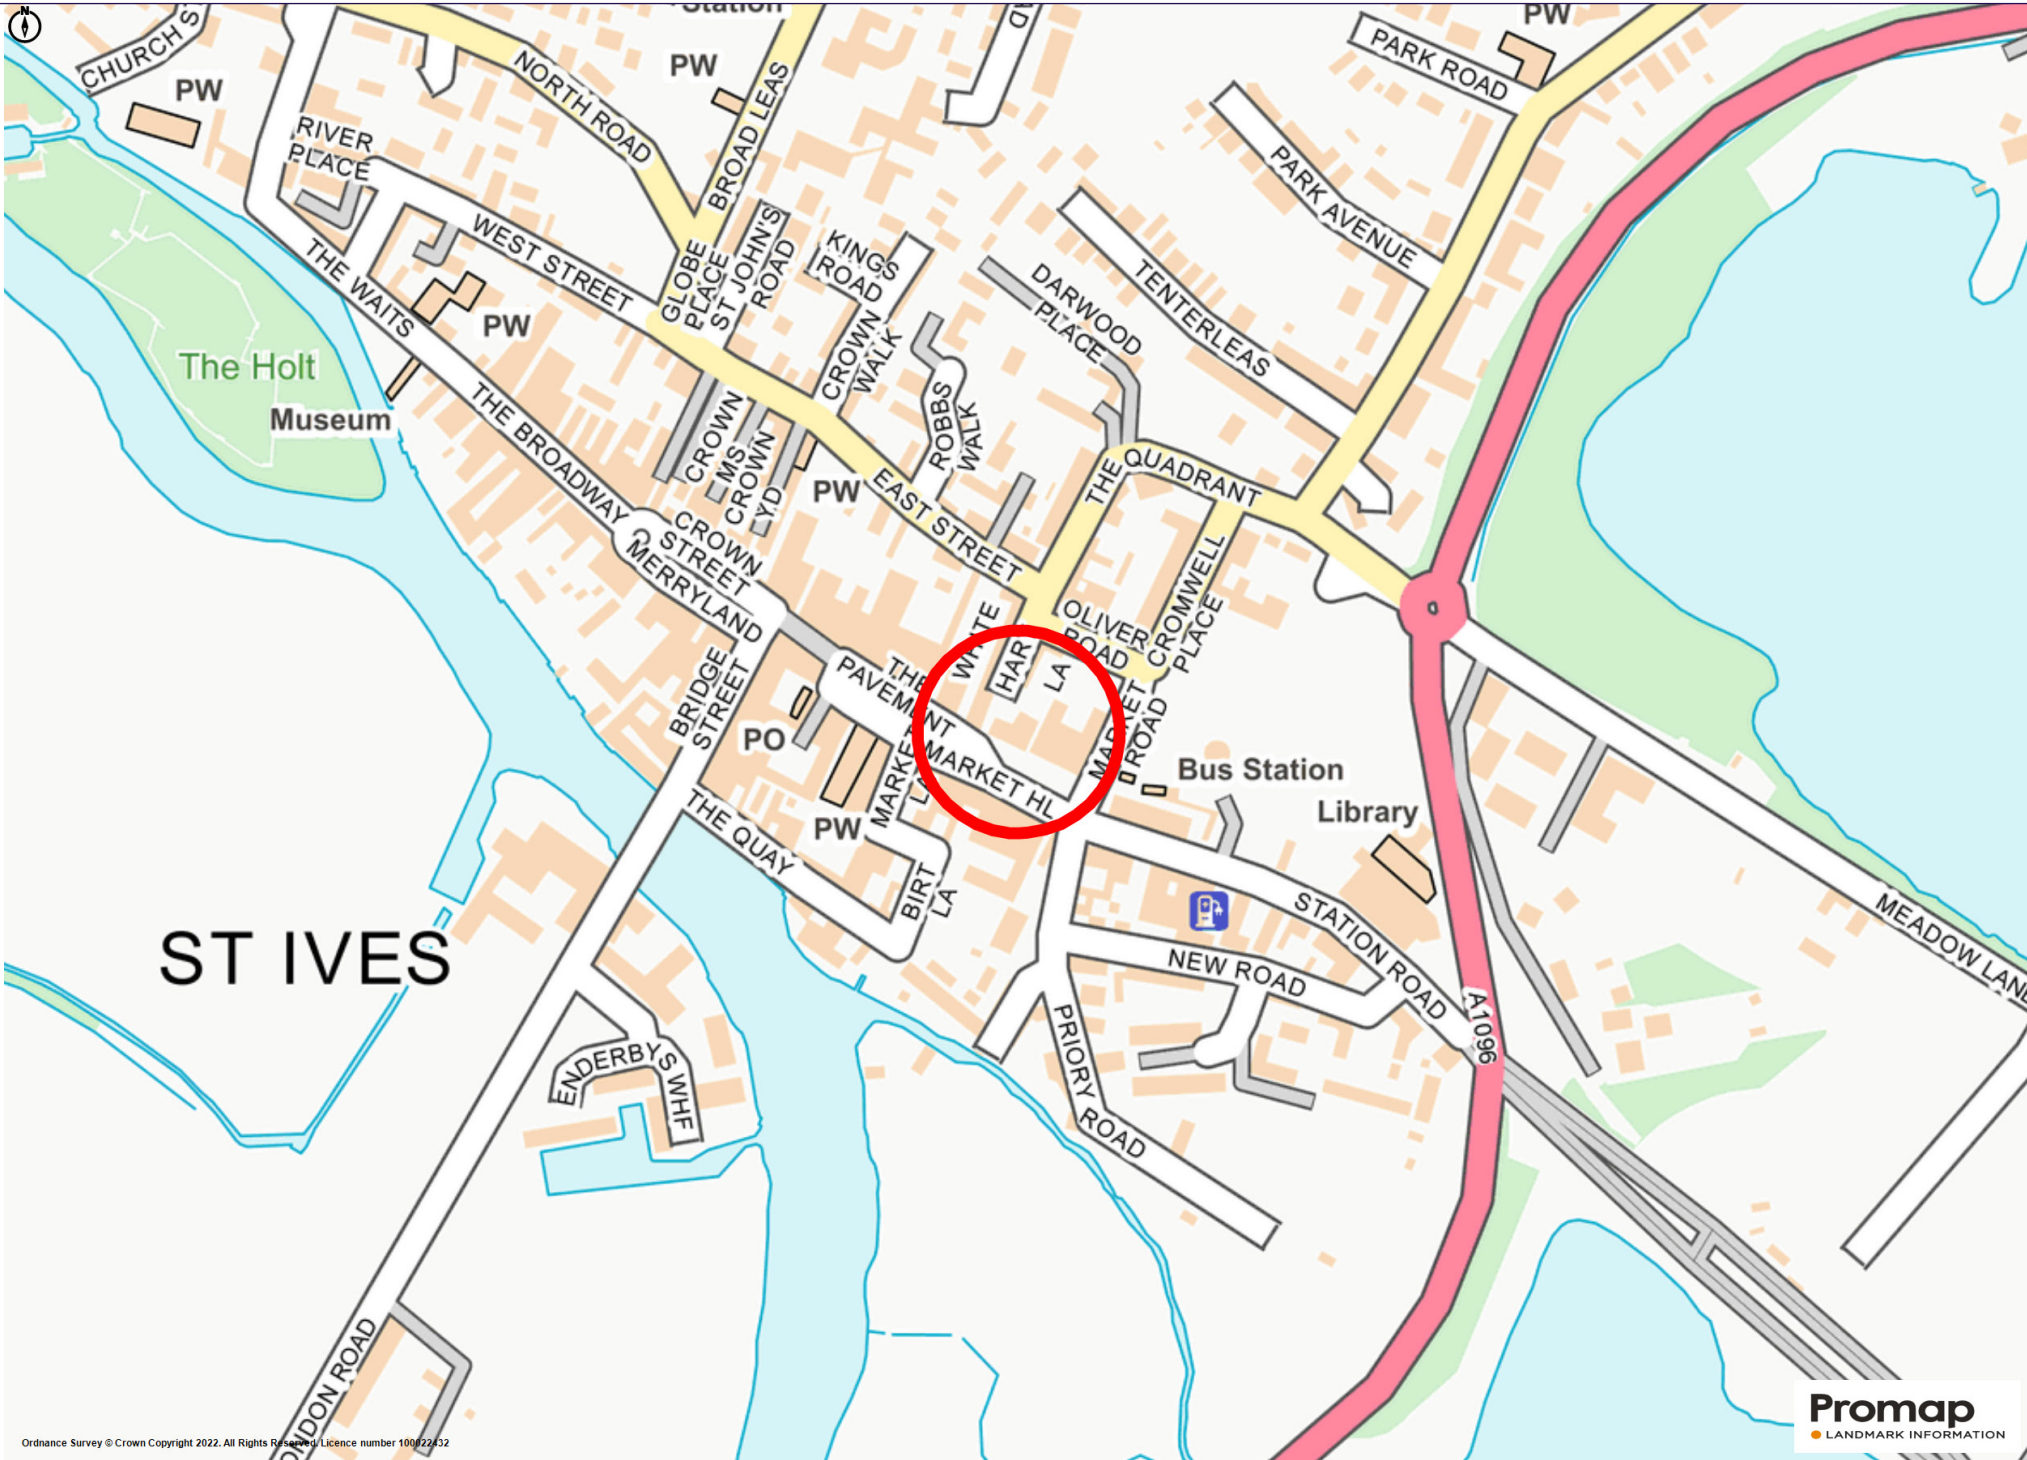 Station
PW
CHURCH S
PW
NORTH ROAD
PW
BROAD LEAS
PARK ROAD
PARK AVENUE
RIVER
PLACE
WEST STREET
THE WAITS
GLOBE
PLACE
ST JOHN'S
ROAD
KINGS
ROAD
CROWN
WALK
DARWOOD
PLACE
TENTERLEAS
The Holt
Museum
PW
THE BROADWAY
CROWN
MS
CROWN
YD
PW
ROBBS
WALK
EAST STREET
THE QUADRANT
CROWN
STREET
MERRYLAND
WHITE
HAR
LA
OLIVER
ROAD
CROMWELL
PLACE
BRIDGE
STREET
THE
PAVEMENT
MARKET HL
MARKET
ROAD
PO
MARKET
LA
PW
Bus Station
Library
THE QUAY
BIRT
LA
ST IVES
STATION ROAD
NEW ROAD
A1096
MEADOW LANE
PRIORY ROAD
ENDERBYS WHF
LONDON ROAD
N
Ordnance Survey © Crown Copyright 2022. All Rights Reserved. Licence number 100022432
Promap
LANDMARK INFORMATION